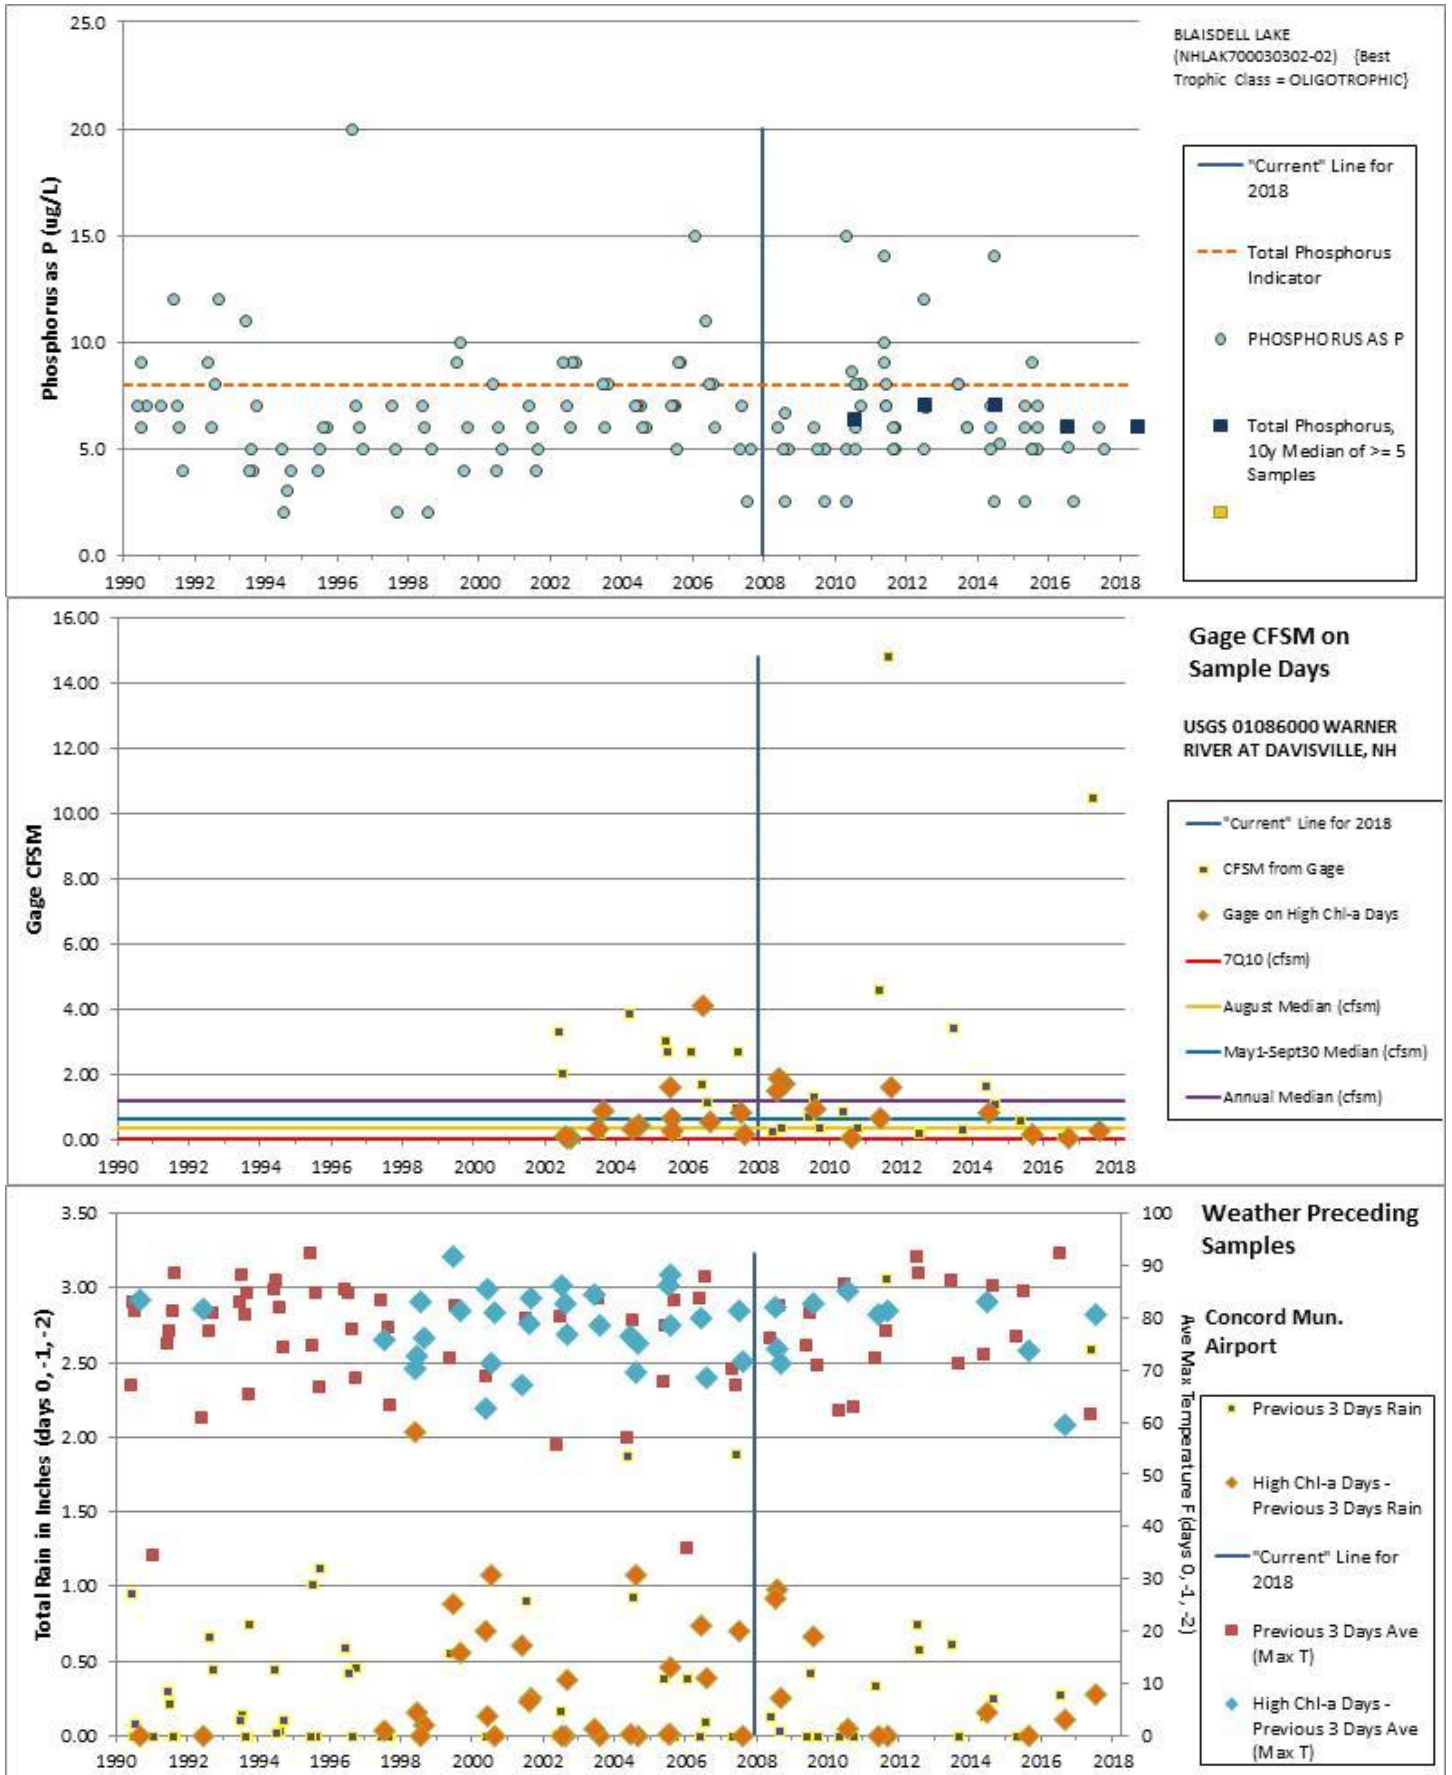 25.0
20.0
15.0
10.0
5.0
0.0
Phosphorus as P (ug/L)
1990 1992 1994 1996 1998 2000 2002 2004 2006 2008 2010 2012 2014 2016 2018
BLAISDELL LAKE
(NHLAK700030302-02) {Best
Trophic Class = OLIGOTROPHIC}
"Current" Line for
2018
Total Phosphorus
Indicator
PHOSPHORUS AS P
Total Phosphorus,
10y Median of >= 5
Samples
16.00
14.00
12.00
10.00
8.00
6.00
4.00
2.00
0.00
Gage CFSM
1990 1992 1994 1996 1998 2000 2002 2004 2006 2008 2010 2012 2014 2016 2018
Gage CFSM on
Sample Days
USGS 01086000 WARNER
RIVER AT DAVISVILLE, NH
"Current" Line for 2018
CFSM from Gage
Gage on High Chl-a Days
7Q10 (cfsm)
August Median (cfsm)
May1-Sept30 Median (cfsm)
Annual Median (cfsm)
3.50
3.00
2.50
2.00
1.50
1.00
0.50
0.00
Total Rain in Inches (days 0, -1, -2)
1990 1992 1994 1996 1998 2000 2002 2004 2006 2008 2010 2012 2014 2016 2018
100
90
80
70
60
50
40
30
20
10
0
Ave Max Temperature F (days 0, -1, -2)
Weather Preceding
Samples
Concord Mun.
Airport
Previous 3 Days Rain
High Chl-a Days -
Previous 3 Days Rain
"Current" Line for
2018
Previous 3 Days Ave
(Max T)
High Chl-a Days -
Previous 3 Days Ave
(Max T)